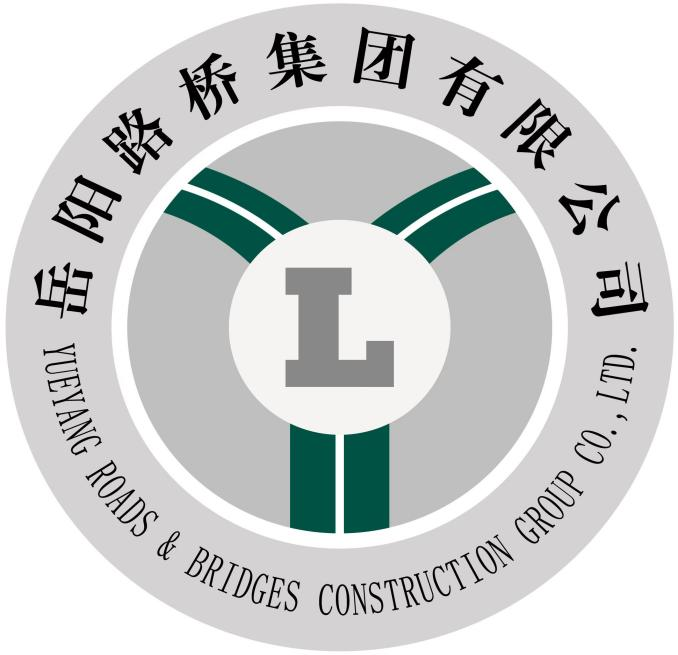 岳阳路桥集团有限公司
L
YUEYANG ROADS & BRIDGES CONSTRUCTION GROUP CO.,LTD.